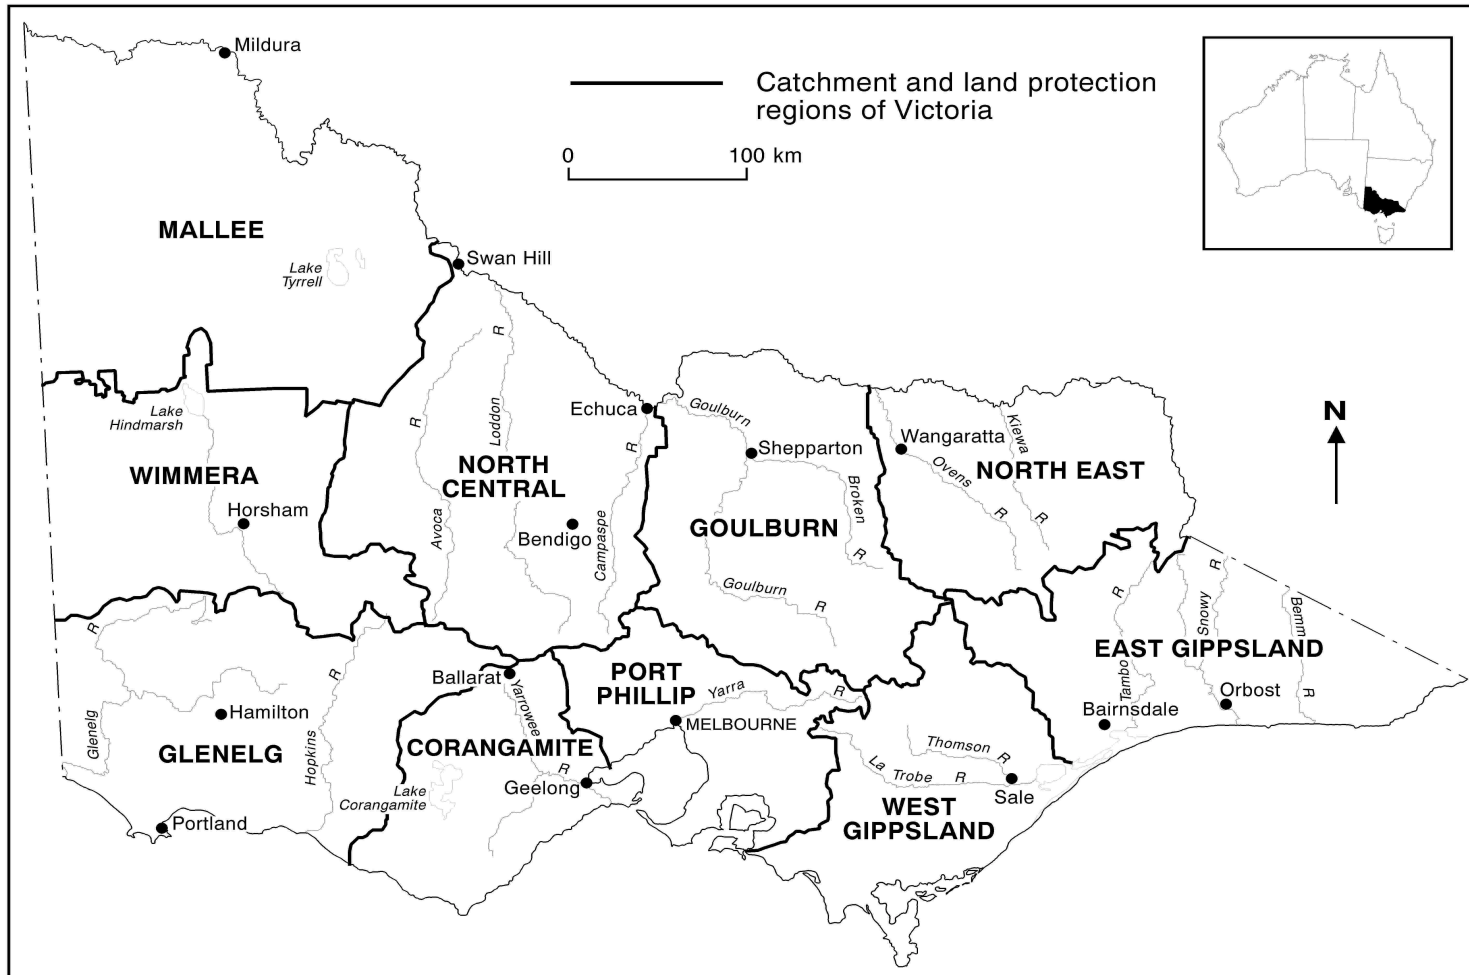 Mildura
Catchment and land protection
regions of Victoria
0
100 km
MALLEE
Lake
Tyrrell
Swan Hill
R
Lake
Hindmarsh
Echuca
Goulburn
R
Loddon
R
Kiewa
Wangaratta
Shepparton
WIMMERA
NORTH
CENTRAL
Ovens
NORTH EAST
N
Horsham
Broken
GOULBURN
R
R
Avoca
Bendigo
Campaspe
R
Goulburn
R
R
R
Snowy
Bemm
R
R
EAST GIPPSLAND
Tambo
R
Ballarat
PORT
PHILLIP
Yarra
R
Orbost
Hamilton
Yarrowee
MELBOURNE
Bairnsdale
Glenelg
GLENELG
Hopkins
CORANGAMITE
Thomson
R
R
La Trobe
R
Lake
Corangamite
Geelong
Sale
WEST
GIPPSLAND
Portland